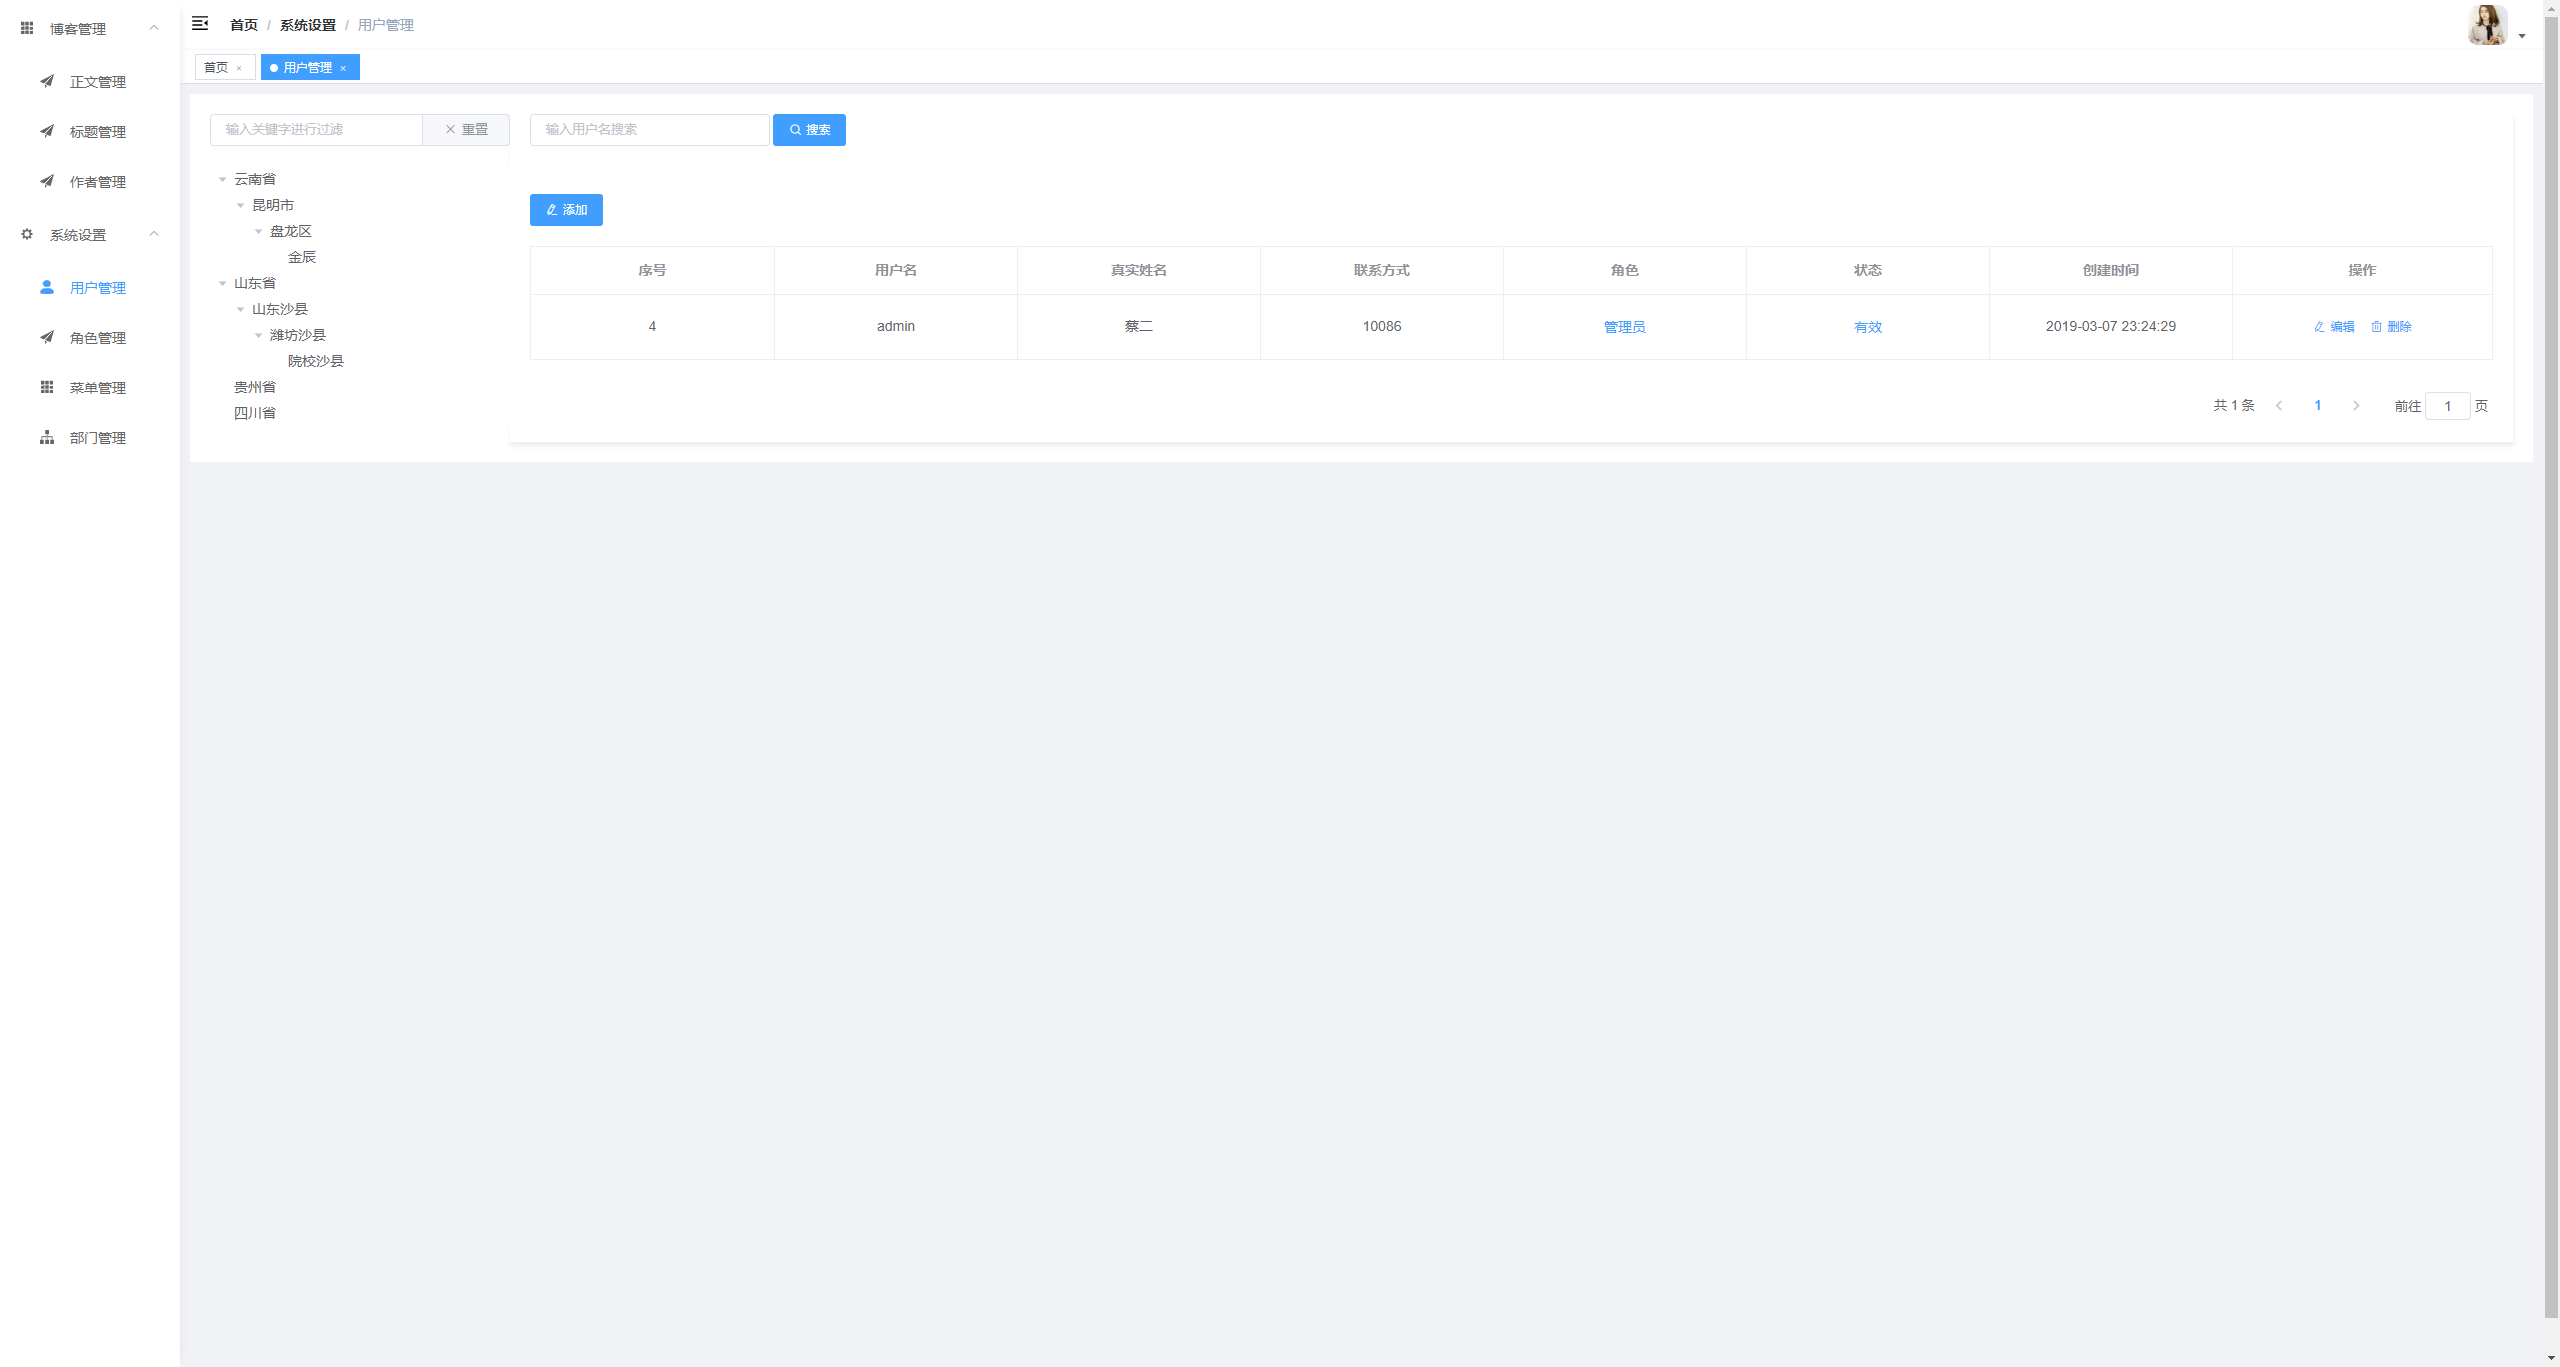 博客管理
正文管理
标题管理
作者管理
系统设置
用户管理
角色管理
菜单管理
部门管理
首页 / 系统设置 / 用户管理
首页 × 用户管理 ×
输入关键字进行过滤 重置
云南省
昆明市
盘龙区
金辰
山东省
山东沙县
潍坊沙县
院校沙县
贵州省
四川省
输入用户名搜索 搜索
添加
序号 用户名 真实姓名 联系方式 角色 状态 创建时间 操作
4 admin 蔡二 10086 管理员 有效 2019-03-07 23:24:29 编辑 删除
共 1 条 1 前往 1 页